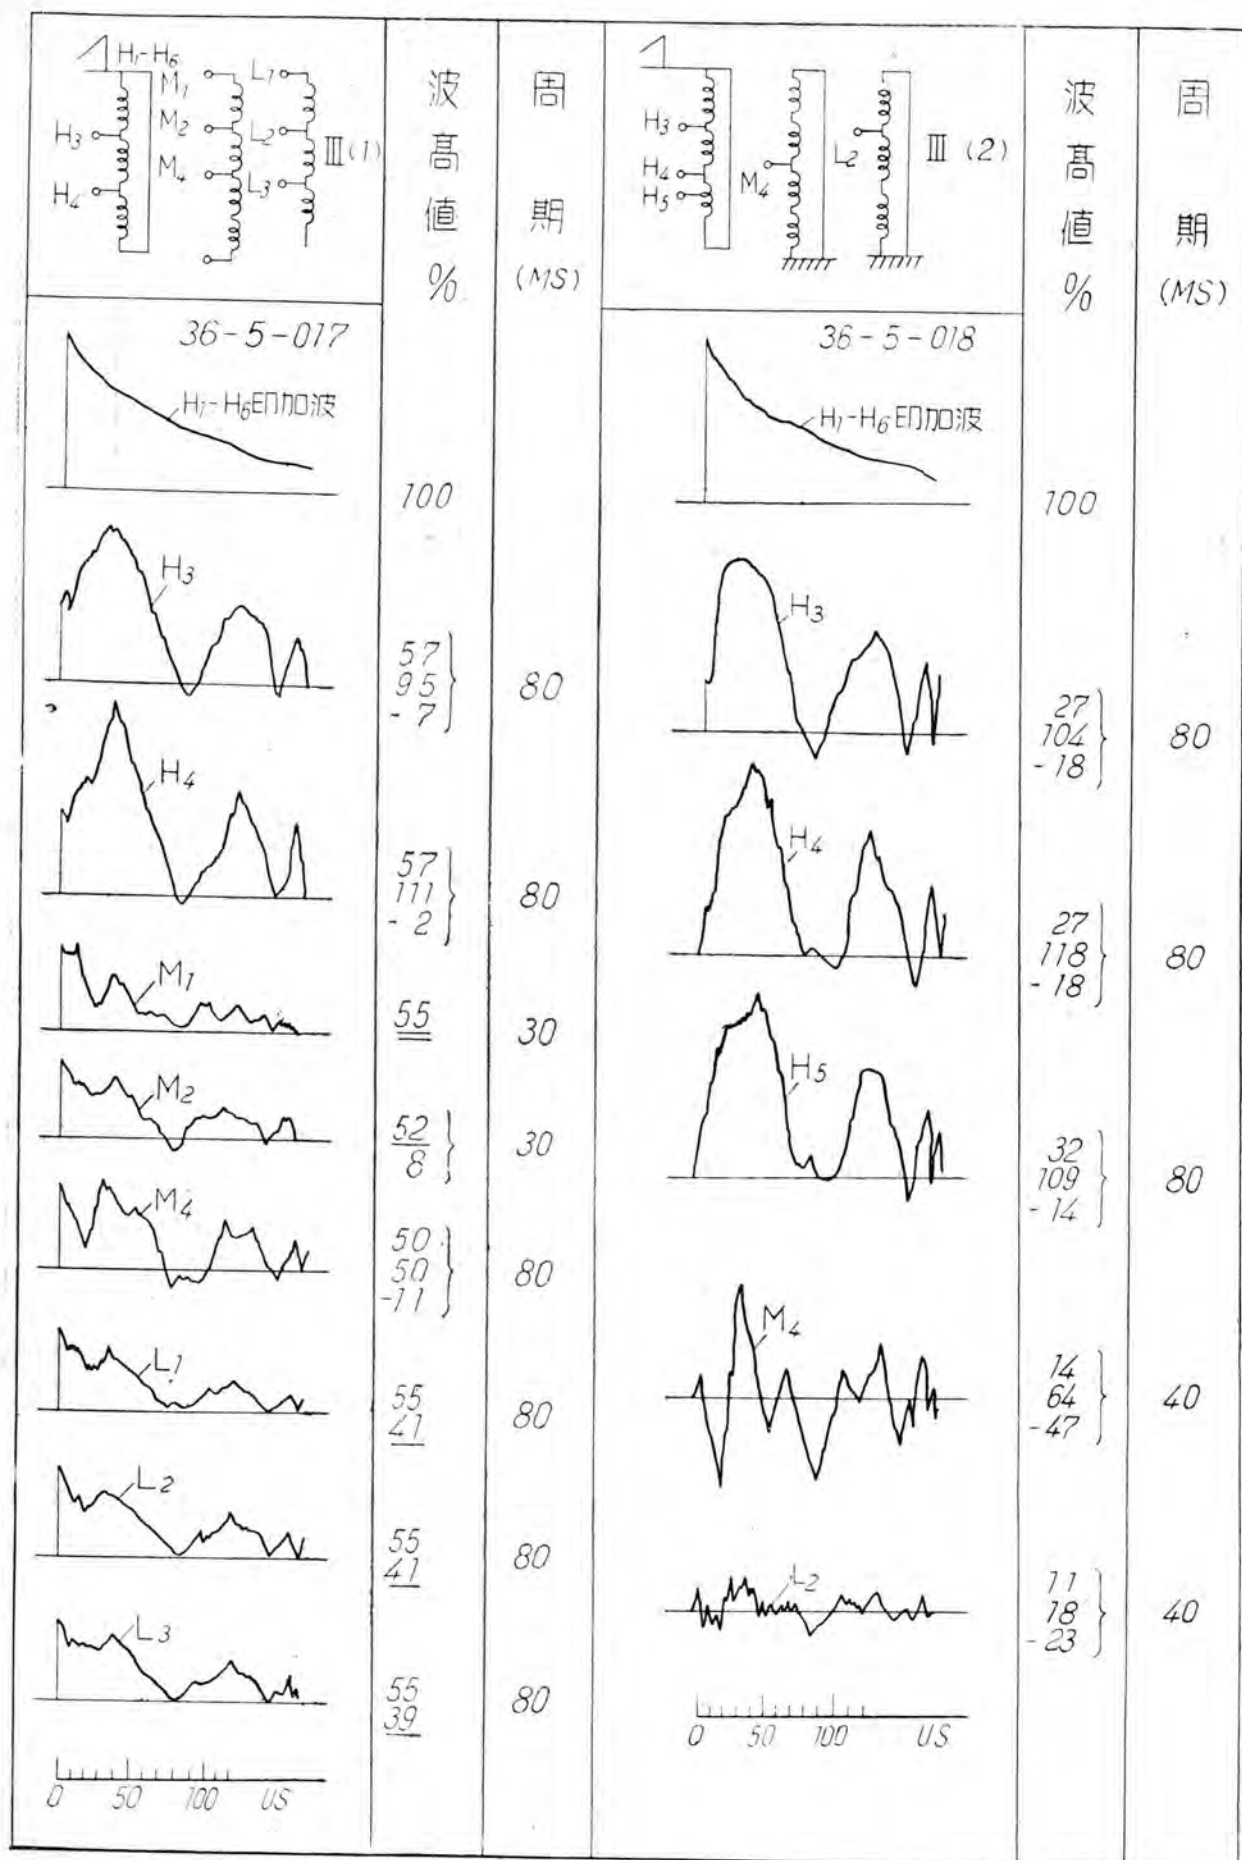 H₁-H₆
H₃
H₄
M₁
M₂
M₄
L₁
L₂
L₃
III(1)
波高値
%
周期
(MS)
36-5-017
H₁-H₆印加波
100
H₃
57
95
-7
80
H₄
57
111
-2
80
M₁
55
30
M₂
52
8
30
M₄
50
50
-11
80
L₁
55
41
80
L₂
55
41
80
L₃
55
39
80
0 50 100 US
H₃
H₄
H₅
M₄
L₂
III (2)
波高値
%
周期
(MS)
36-5-018
H₁-H₆印加波
100
H₃
27
104
-18
80
H₄
27
118
-18
80
H₅
32
109
-14
80
M₄
14
64
-47
40
L₂
11
18
-23
40
0 50 100 US